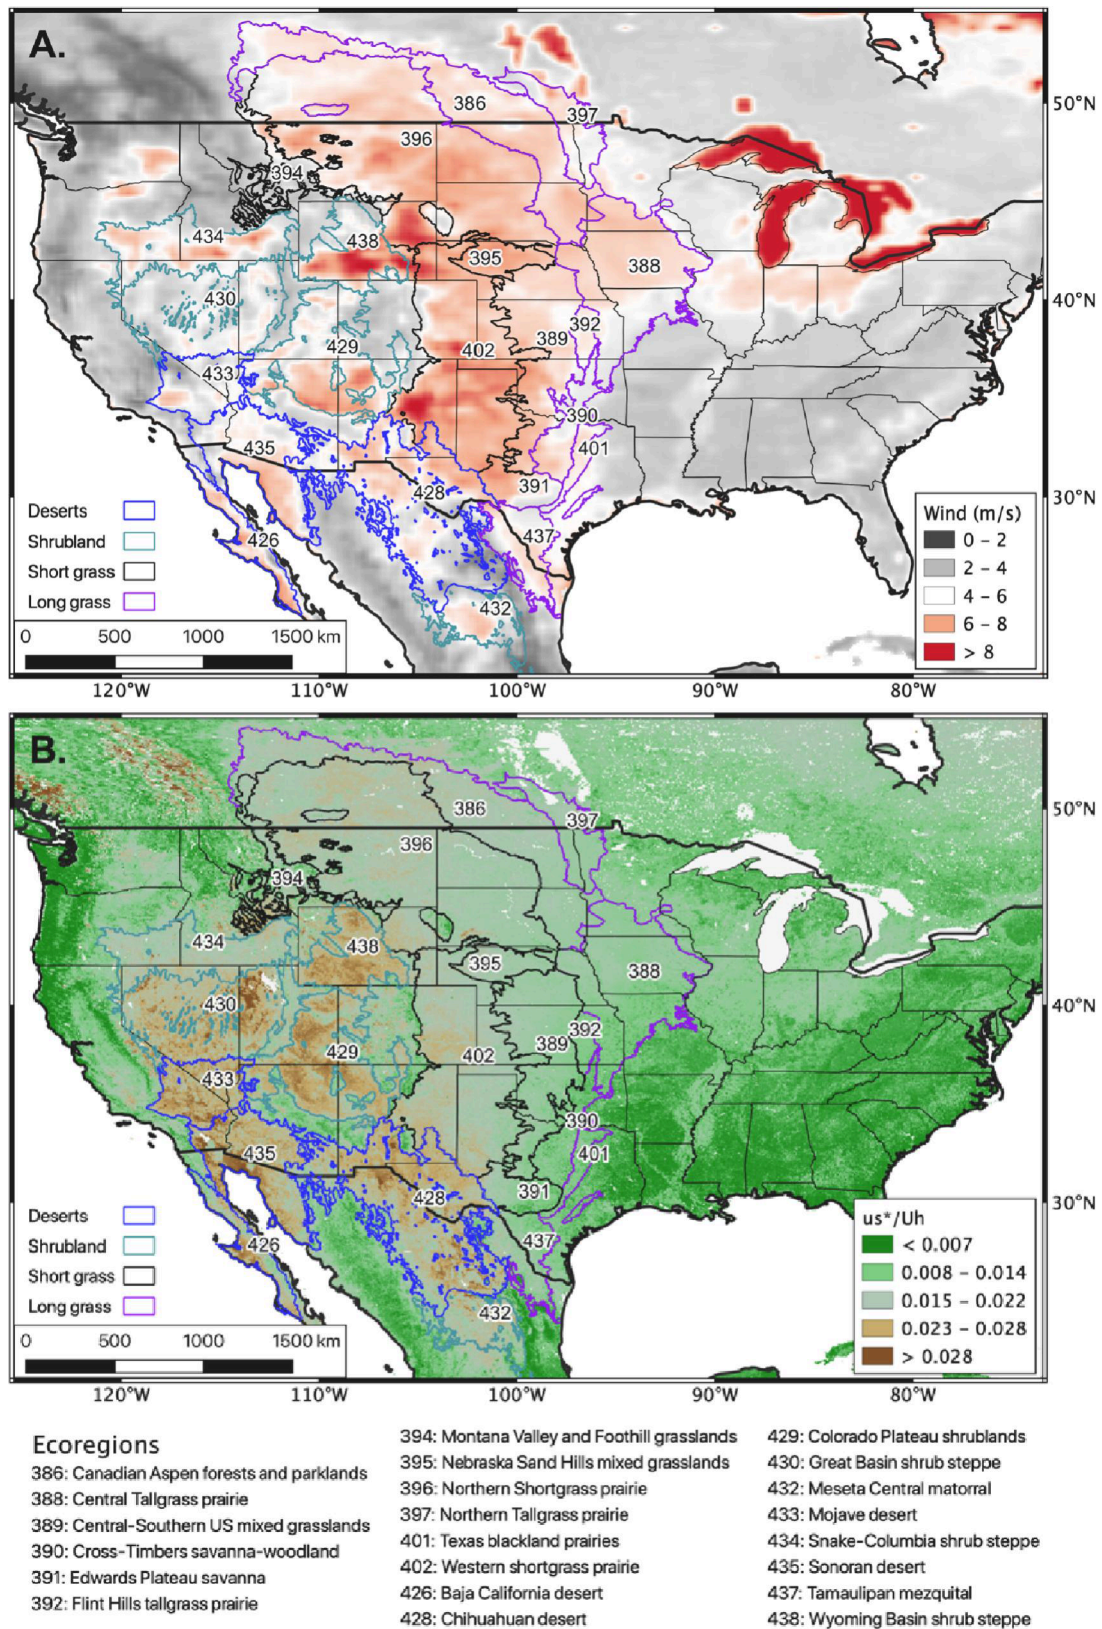 A.
386
397
50°N
396
394
434
438
395
388
430
40°N
392
429
389
402
433
390
435
401
391
428
30°N
437
426
432
Deserts
Shrubland
Short grass
Long grass
0 500 1000 1500 km
Wind (m/s)
0 – 2
2 – 4
4 – 6
6 – 8
> 8
120°W 110°W 100°W 90°W 80°W
B.
386
397
50°N
396
394
434
438
395
388
430
40°N
392
429
389
402
433
390
435
401
391
428
30°N
437
426
432
Deserts
Shrubland
Short grass
Long grass
0 500 1000 1500 km
us*/Uh
< 0.007
0.008 – 0.014
0.015 – 0.022
0.023 – 0.028
> 0.028
120°W 110°W 100°W 90°W 80°W
Ecoregions
386: Canadian Aspen forests and parklands
388: Central Tallgrass prairie
389: Central-Southern US mixed grasslands
390: Cross-Timbers savanna-woodland
391: Edwards Plateau savanna
392: Flint Hills tallgrass prairie
394: Montana Valley and Foothill grasslands
395: Nebraska Sand Hills mixed grasslands
396: Northern Shortgrass prairie
397: Northern Tallgrass prairie
401: Texas blackland prairies
402: Western shortgrass prairie
426: Baja California desert
428: Chihuahuan desert
429: Colorado Plateau shrublands
430: Great Basin shrub steppe
432: Meseta Central matorral
433: Mojave desert
434: Snake-Columbia shrub steppe
435: Sonoran desert
437: Tamaulipan mezquital
438: Wyoming Basin shrub steppe